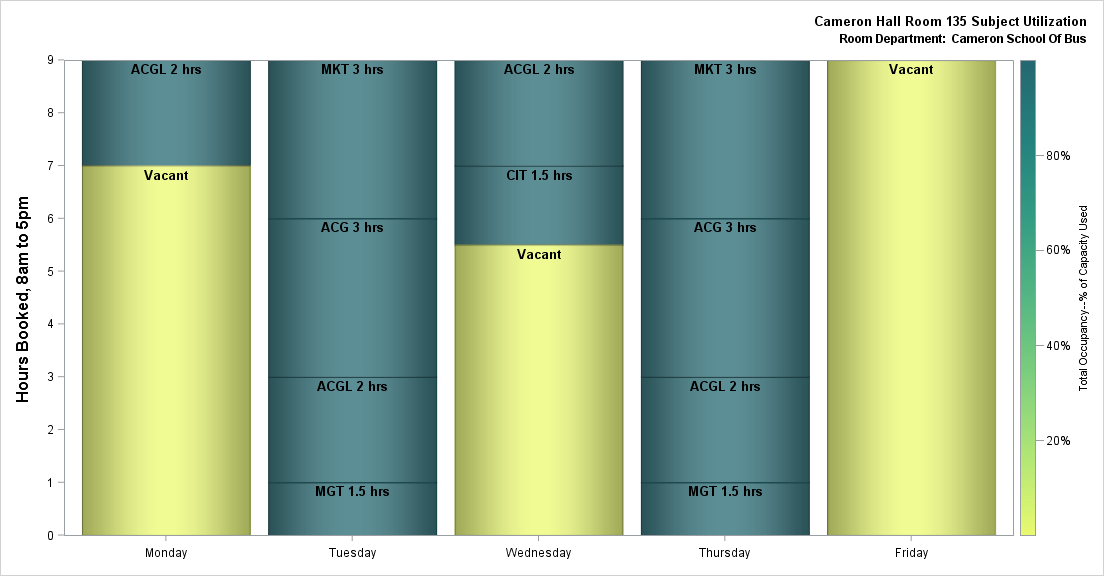 Cameron Hall Room 135 Subject Utilization
Room Department: Cameron School Of Bus
Hours Booked, 8am to 5pm
9
8
7
6
5
4
3
2
1
0
ACGL 2 hrs
Vacant
MKT 3 hrs
ACG 3 hrs
ACGL 2 hrs
MGT 1.5 hrs
ACGL 2 hrs
CIT 1.5 hrs
Vacant
MKT 3 hrs
ACG 3 hrs
ACGL 2 hrs
MGT 1.5 hrs
Vacant
Monday
Tuesday
Wednesday
Thursday
Friday
80%
60%
40%
20%
Total Occupancy--% of Capacity Used